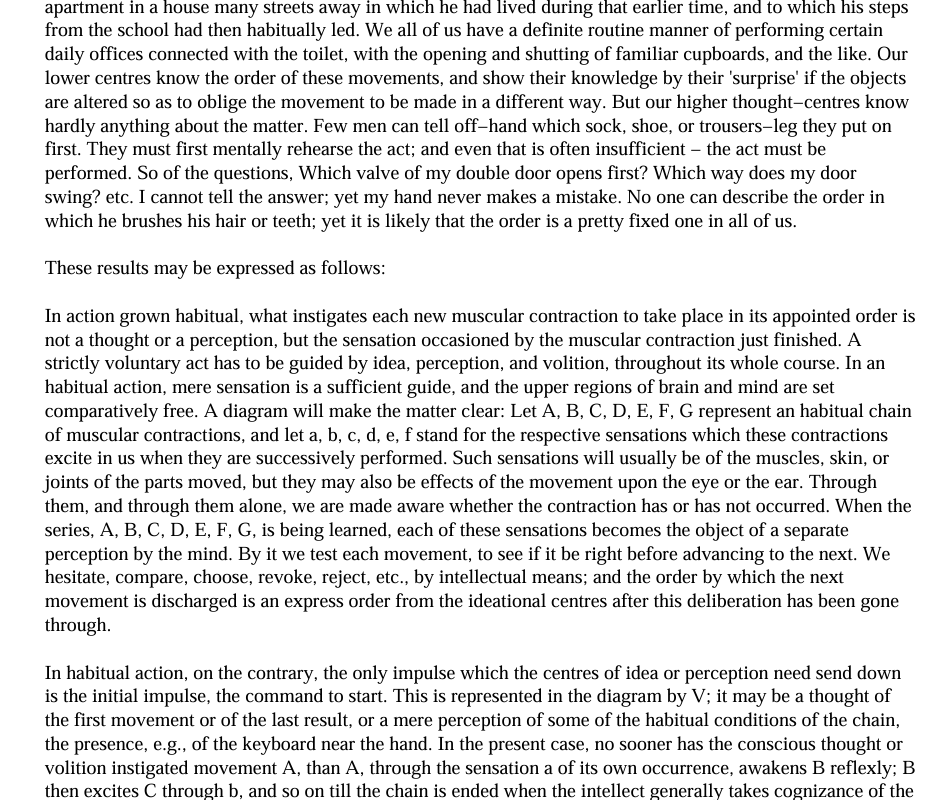 apartment in a house many streets away in which he had lived during that earlier time, and to which his steps
from the school had then habitually led. We all of us have a definite routine manner of performing certain
daily offices connected with the toilet, with the opening and shutting of familiar cupboards, and the like. Our
lower centres know the order of these movements, and show their knowledge by their 'surprise' if the objects
are altered so as to oblige the movement to be made in a different way. But our higher thought−centres know
hardly anything about the matter. Few men can tell off−hand which sock, shoe, or trousers−leg they put on
first. They must first mentally rehearse the act; and even that is often insufficient − the act must be
performed. So of the questions, Which valve of my double door opens first? Which way does my door
swing? etc. I cannot tell the answer; yet my hand never makes a mistake. No one can describe the order in
which he brushes his hair or teeth; yet it is likely that the order is a pretty fixed one in all of us.
These results may be expressed as follows:
In action grown habitual, what instigates each new muscular contraction to take place in its appointed order is
not a thought or a perception, but the sensation occasioned by the muscular contraction just finished. A
strictly voluntary act has to be guided by idea, perception, and volition, throughout its whole course. In an
habitual action, mere sensation is a sufficient guide, and the upper regions of brain and mind are set
comparatively free. A diagram will make the matter clear: Let A, B, C, D, E, F, G represent an habitual chain
of muscular contractions, and let a, b, c, d, e, f stand for the respective sensations which these contractions
excite in us when they are successively performed. Such sensations will usually be of the muscles, skin, or
joints of the parts moved, but they may also be effects of the movement upon the eye or the ear. Through
them, and through them alone, we are made aware whether the contraction has or has not occurred. When the
series, A, B, C, D, E, F, G, is being learned, each of these sensations becomes the object of a separate
perception by the mind. By it we test each movement, to see if it be right before advancing to the next. We
hesitate, compare, choose, revoke, reject, etc., by intellectual means; and the order by which the next
movement is discharged is an express order from the ideational centres after this deliberation has been gone
through.
In habitual action, on the contrary, the only impulse which the centres of idea or perception need send down
is the initial impulse, the command to start. This is represented in the diagram by V; it may be a thought of
the first movement or of the last result, or a mere perception of some of the habitual conditions of the chain,
the presence, e.g., of the keyboard near the hand. In the present case, no sooner has the conscious thought or
volition instigated movement A, than A, through the sensation a of its own occurrence, awakens B reflexly; B
then excites C through b, and so on till the chain is ended when the intellect generally takes cognizance of the